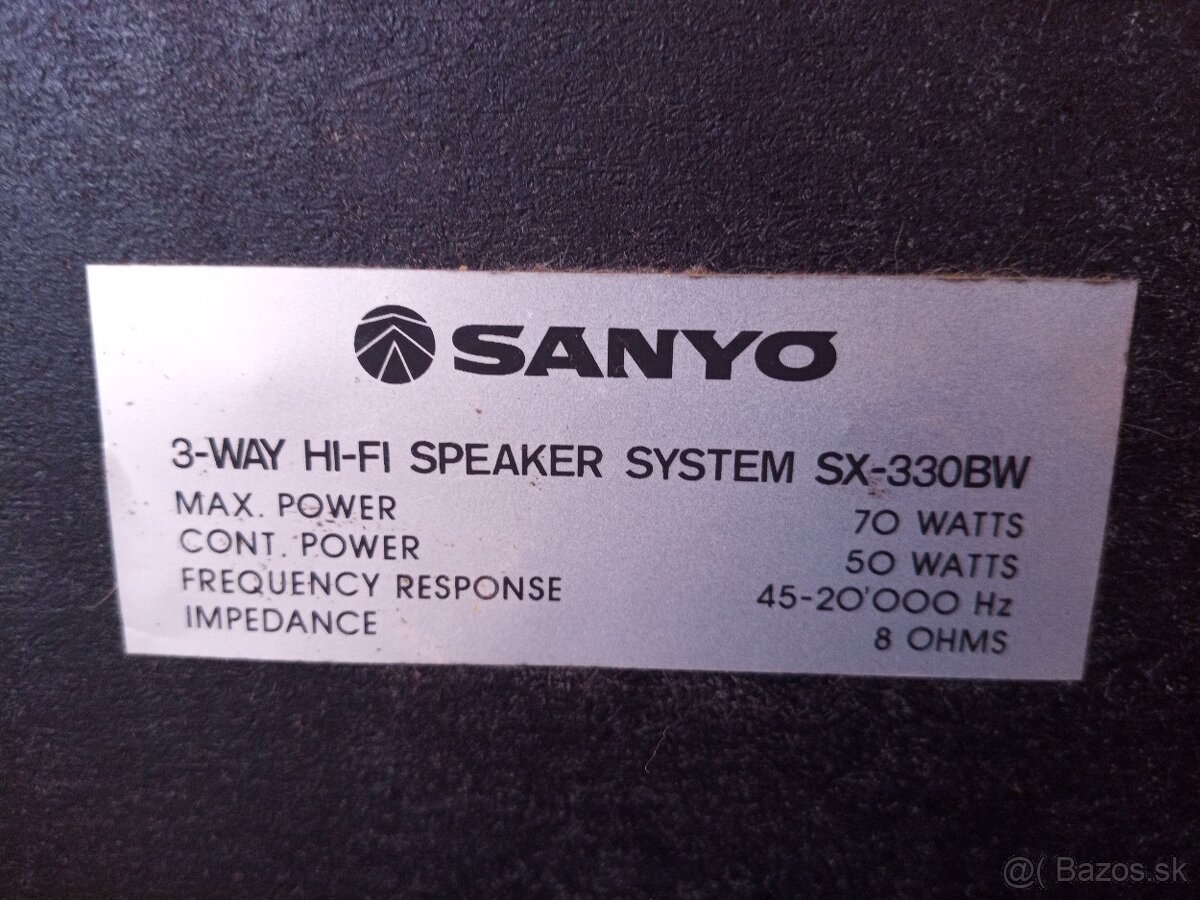 SANYO
3-WAY HI-FI SPEAKER SYSTEM SX-330BW
MAX. POWER 70 WATTS
CONT. POWER 50 WATTS
FREQUENCY RESPONSE 45-20'000 Hz
IMPEDANCE 8 OHMS
@( Bazos.sk